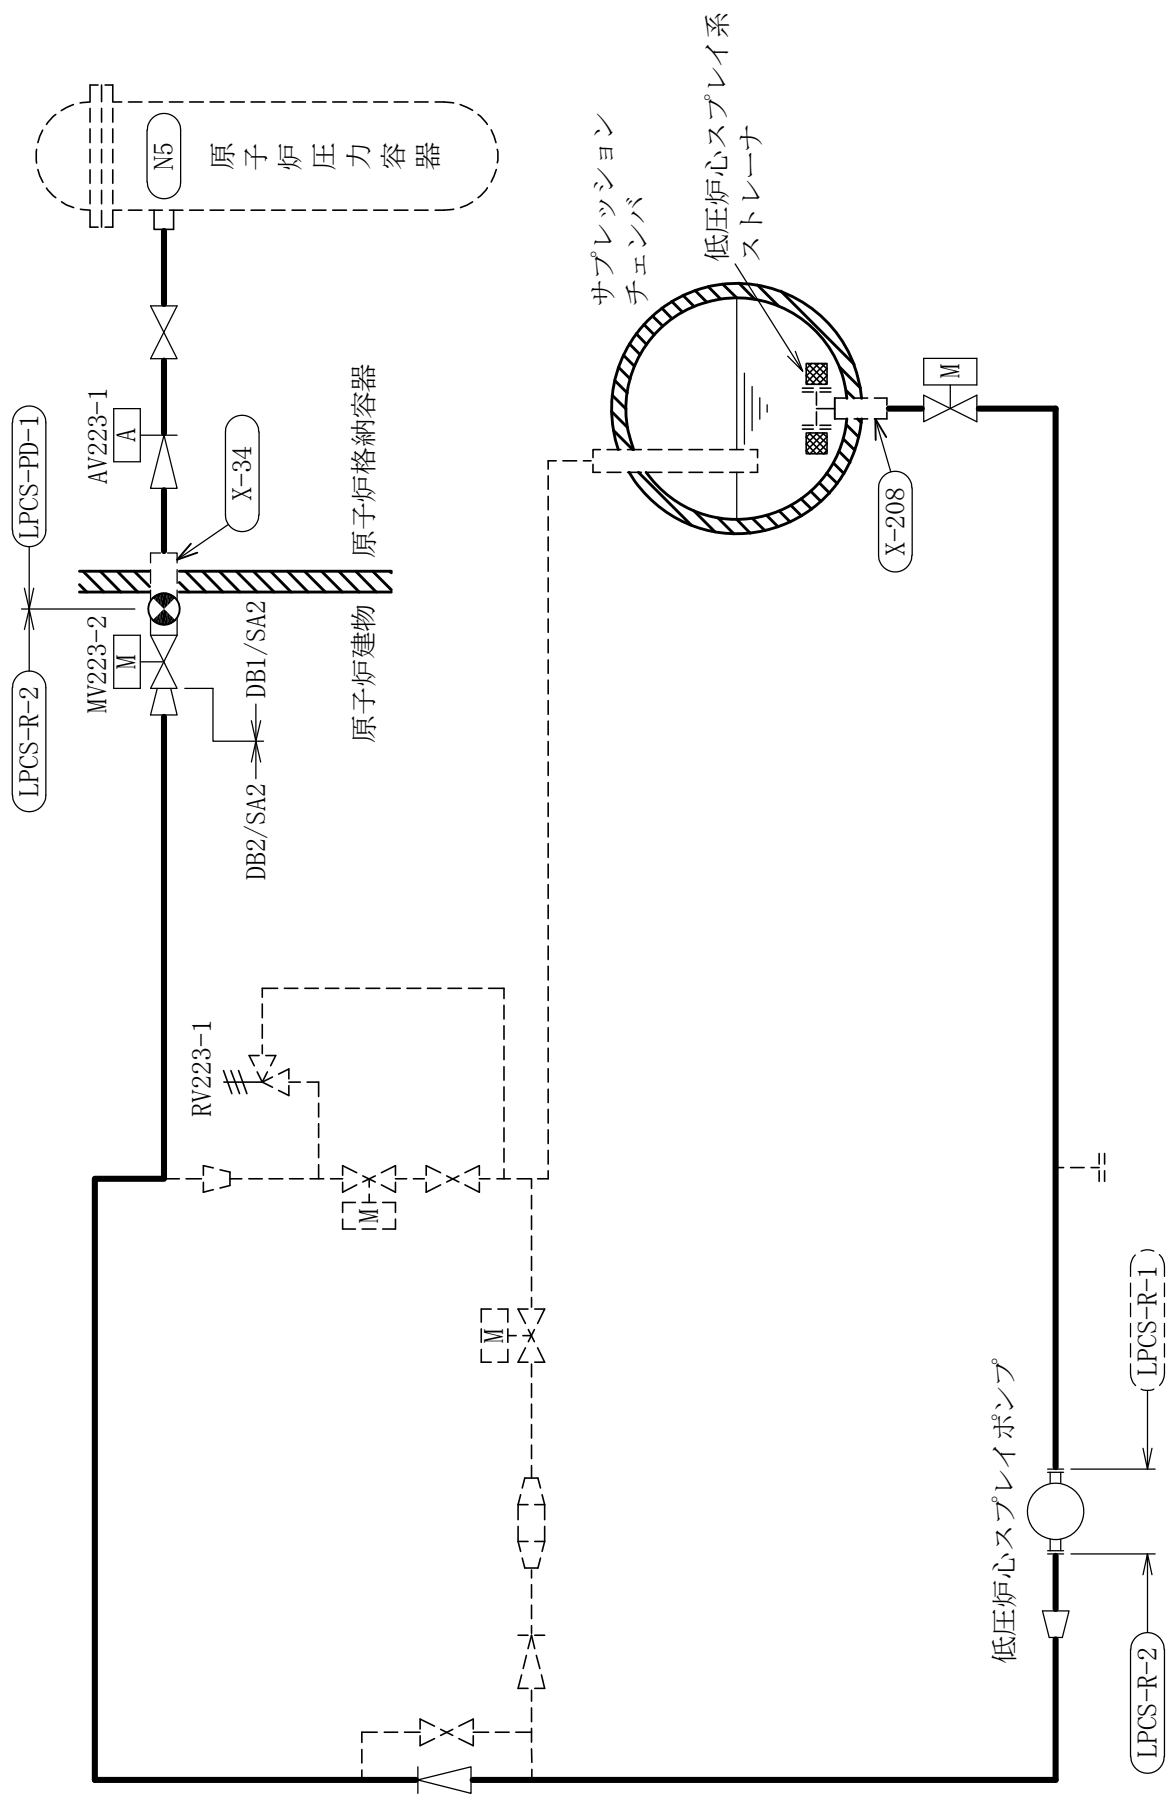 LPCS-R-2
LPCS-PD-1
MV223-2
M
AV223-1
A
N5
原子炉圧力容器
X-34
DB2/SA2
DB1/SA2
原子炉建物
原子炉格納容器
RV223-1
M
M
サプレッション
チェンバ
低圧炉心スプレイ系
ストレーナ
X-208
M
低圧炉心スプレイポンプ
LPCS-R-2
LPCS-R-1